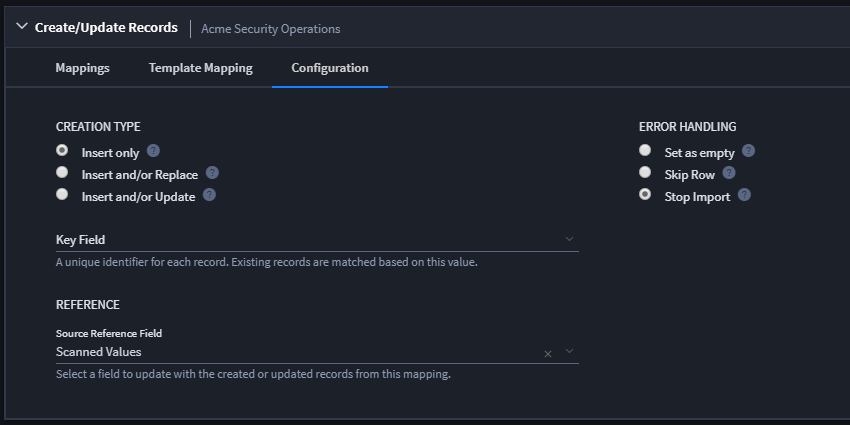 Create/Update Records | Acme Security Operations
Mappings Template Mapping Configuration
CREATION TYPE
Insert only ?
Insert and/or Replace ?
Insert and/or Update ?
ERROR HANDLING
Set as empty ?
Skip Row ?
Stop Import ?
Key Field
A unique identifier for each record. Existing records are matched based on this value.
REFERENCE
Source Reference Field
Scanned Values
Select a field to update with the created or updated records from this mapping.